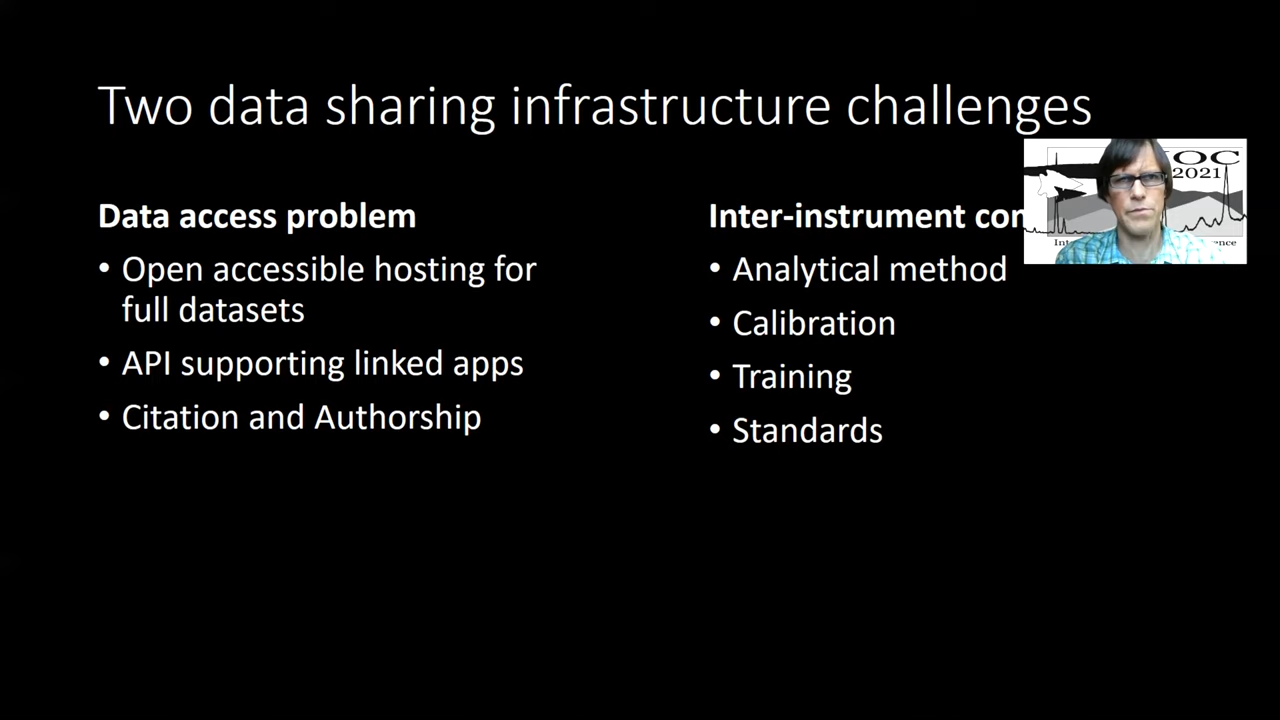 Two data sharing infrastructure challenges
Data access problem
• Open accessible hosting for
full datasets
• API supporting linked apps
• Citation and Authorship
Inter-instrument
• Analytical method
• Calibration
• Training
• Standards
2021